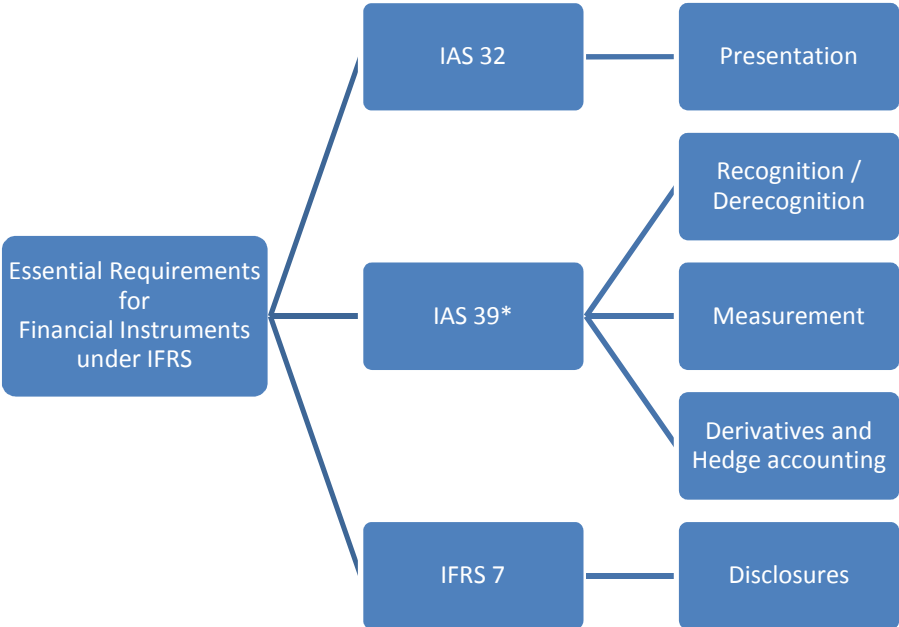 Essential Requirements
for
Financial Instruments
under IFRS
IAS 32
Presentation
IAS 39*
Recognition /
Derecognition
Measurement
Derivatives and
Hedge accounting
IFRS 7
Disclosures